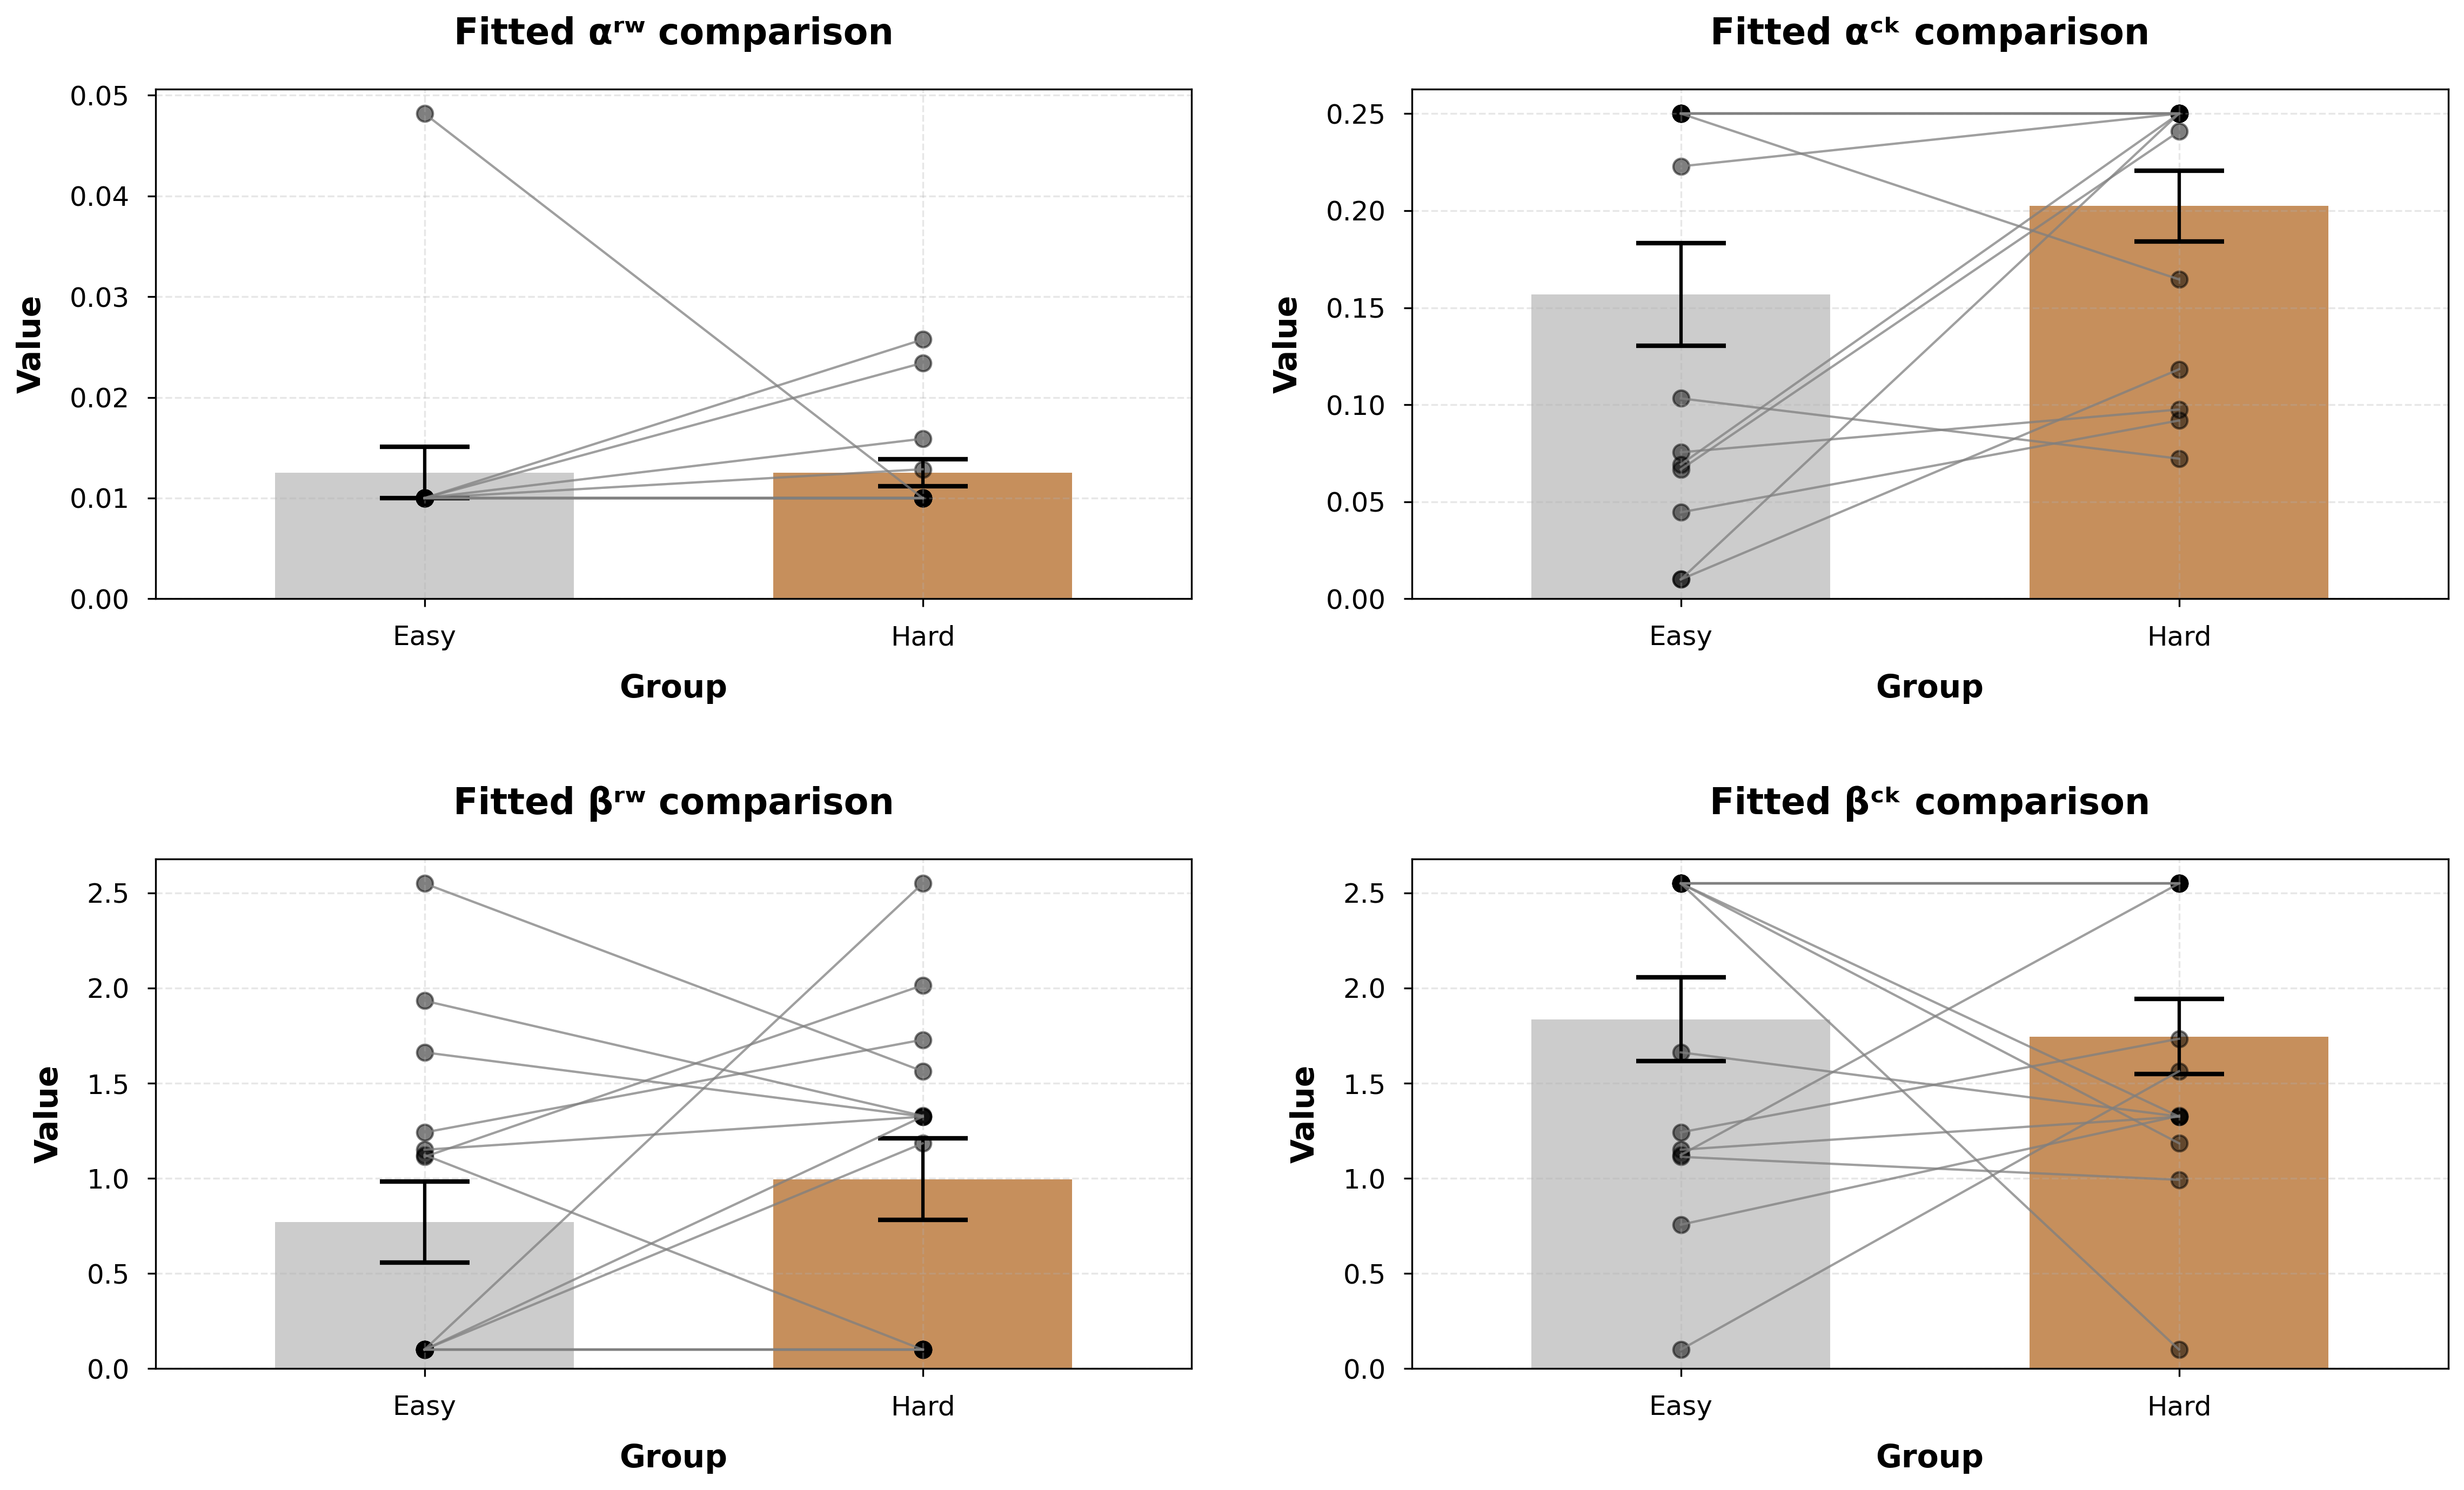 Fitted αʳʷ comparison
Value
0.05
0.04
0.03
0.02
0.01
0.00
Easy
Hard
Group
Fitted αᶜᵏ comparison
Value
0.25
0.20
0.15
0.10
0.05
0.00
Easy
Hard
Group
Fitted βʳʷ comparison
Value
2.5
2.0
1.5
1.0
0.5
0.0
Easy
Hard
Group
Fitted βᶜᵏ comparison
Value
2.5
2.0
1.5
1.0
0.5
0.0
Easy
Hard
Group